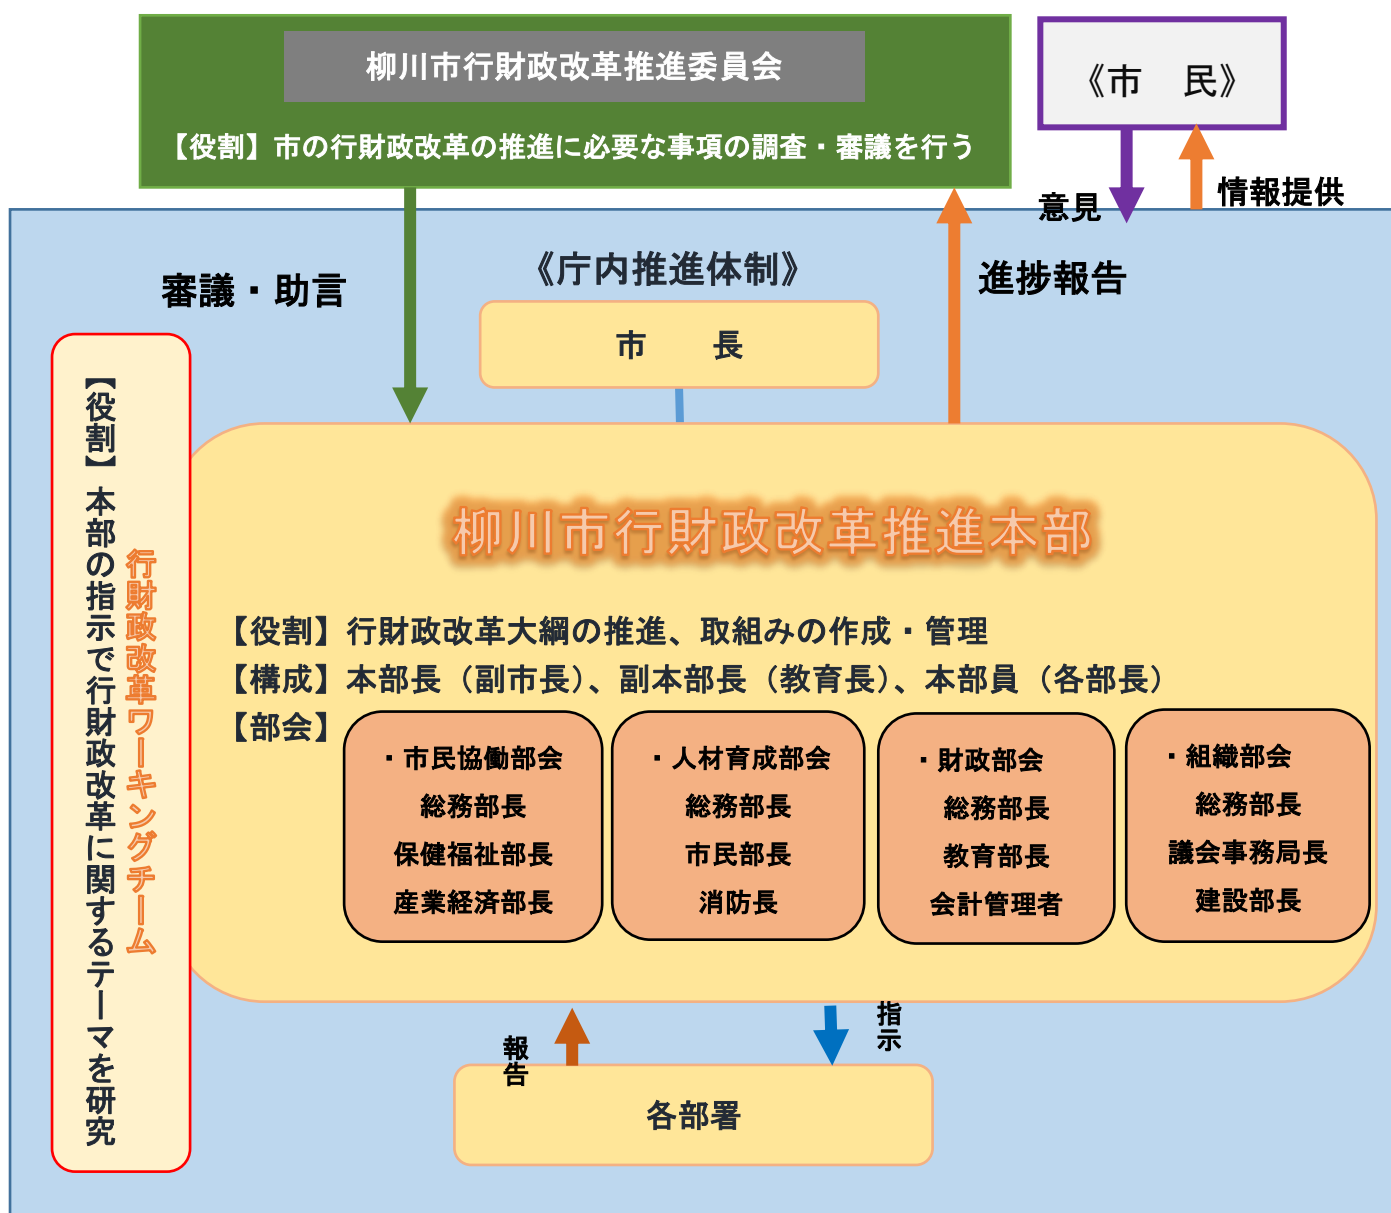 柳川市行財政改革推進委員会
【役割】市の行財政改革の推進に必要な事項の調査・審議を行う
《市　民》
意見
情報提供
《庁内推進体制》
審議・助言
進捗報告
市　　長
行財政改革ワーキングチーム
【役割】本部の指示で行財政改革に関するテーマを研究
柳川市行財政改革推進本部
【役割】行財政改革大綱の推進、取組みの作成・管理
【構成】本部長（副市長）、副本部長（教育長）、本部員（各部長）
【部会】
・市民協働部会
総務部長
保健福祉部長
産業経済部長
・人材育成部会
総務部長
市民部長
消防長
・財政部会
総務部長
教育部長
会計管理者
・組織部会
総務部長
議会事務局長
建設部長
報告
指示
各部署